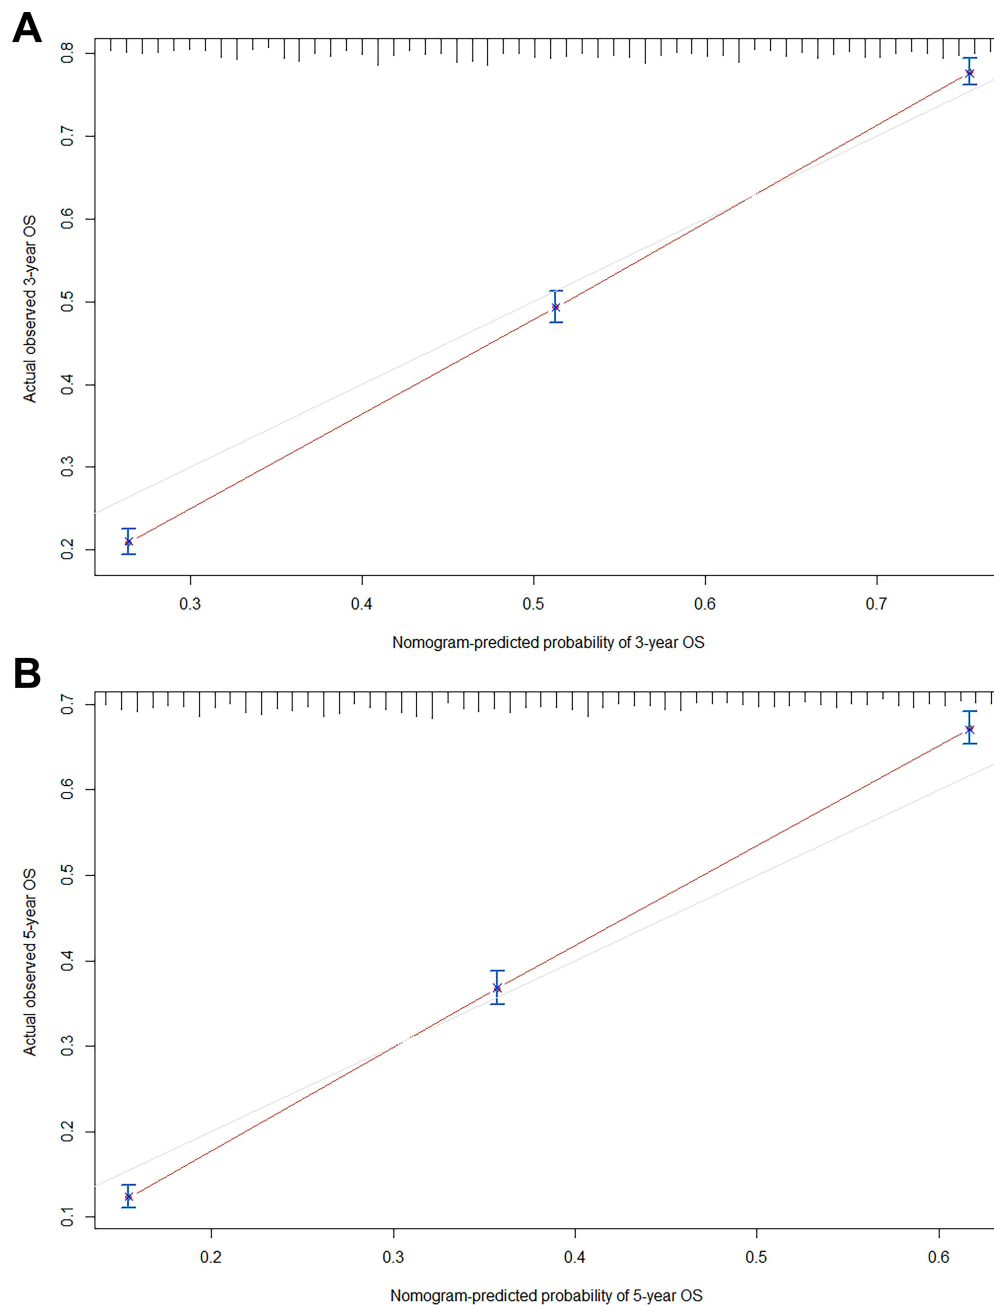 A
0.8
0.7
0.6
0.5
0.4
0.3
0.2
Actual observed 3-year OS
0.3 0.4 0.5 0.6 0.7
Nomogram-predicted probability of 3-year OS
B
0.7
0.6
0.5
0.4
0.3
0.2
0.1
Actual observed 5-year OS
0.2 0.3 0.4 0.5 0.6
Nomogram-predicted probability of 5-year OS